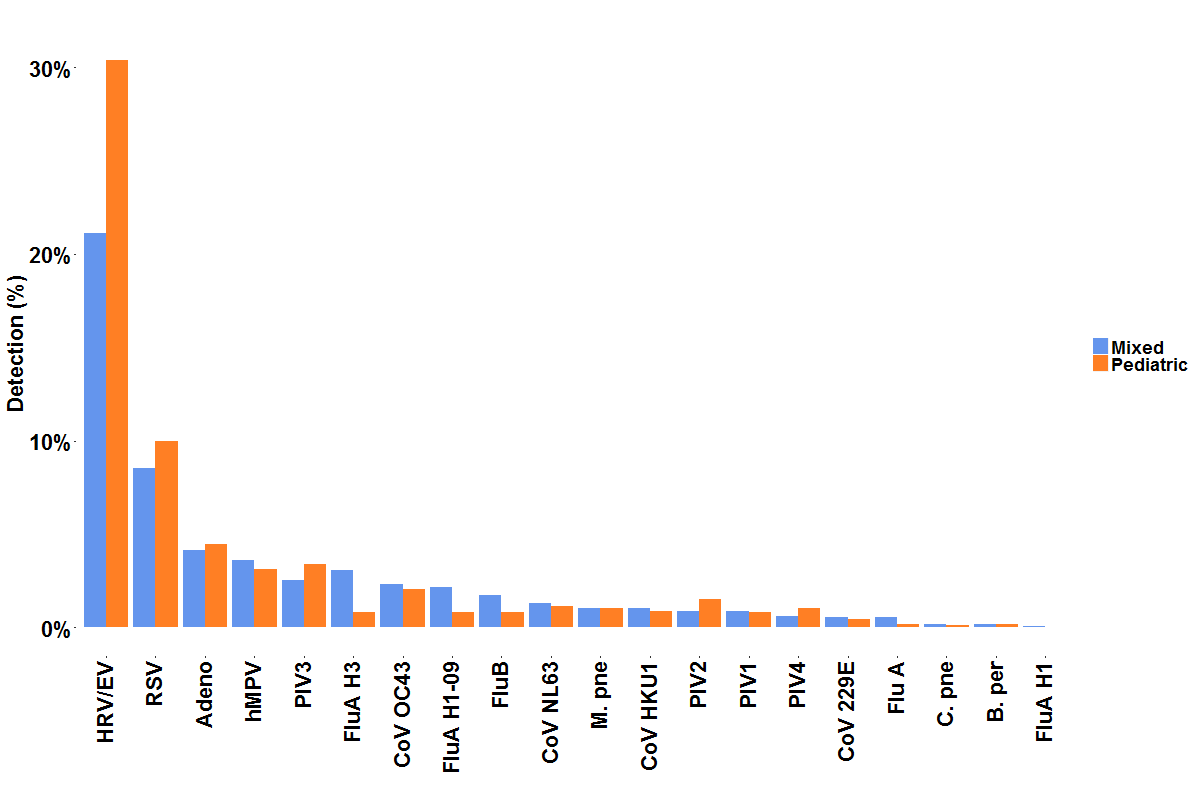 30%
20%
10%
0%
Detection (%)
HRV/EV
RSV
Adeno
hMPV
PIV3
FluA H3
CoV OC43
FluA H1-09
FluB
CoV NL63
M. pne
CoV HKU1
PIV2
PIV1
PIV4
CoV 229E
Flu A
C. pne
B. per
FluA H1
Mixed
Pediatric